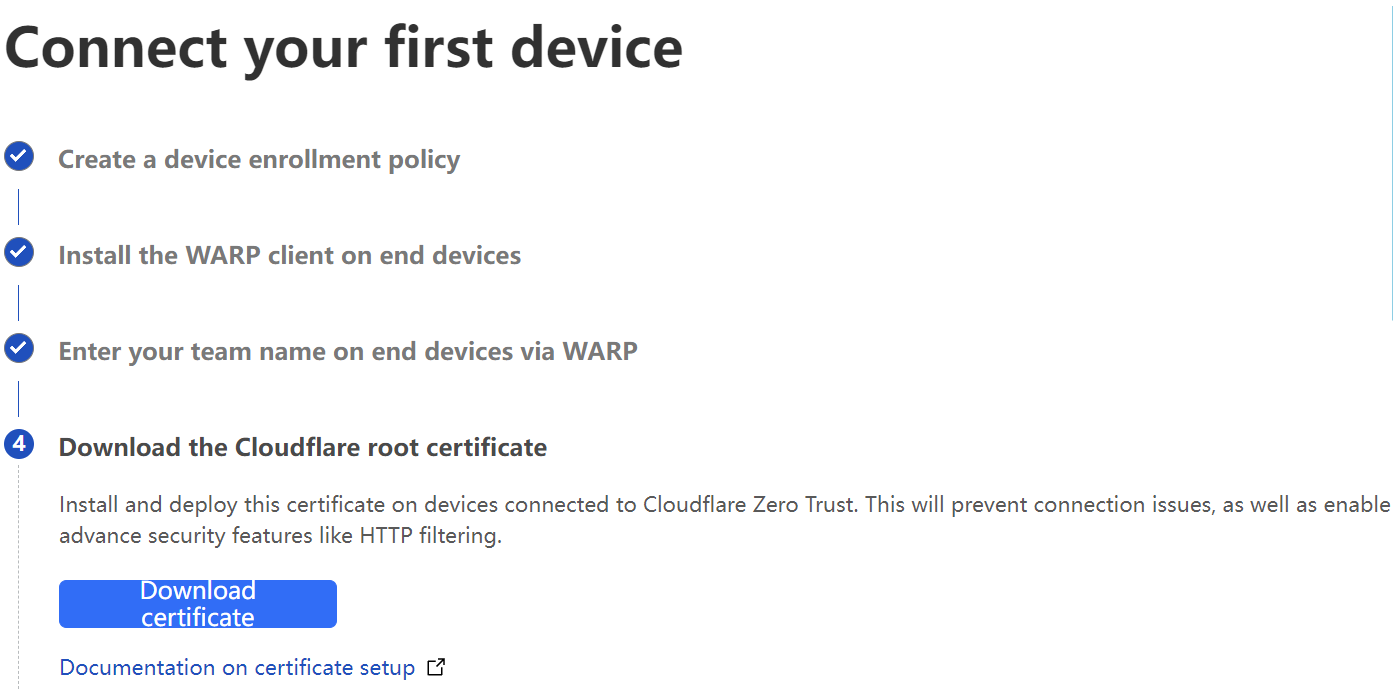 Connect your first device
Create a device enrollment policy
Install the WARP client on end devices
Enter your team name on end devices via WARP
4
Download the Cloudflare root certificate
Install and deploy this certificate on devices connected to Cloudflare Zero Trust. This will prevent connection issues, as well as enable
advance security features like HTTP filtering.
Download
certificate
Documentation on certificate setup